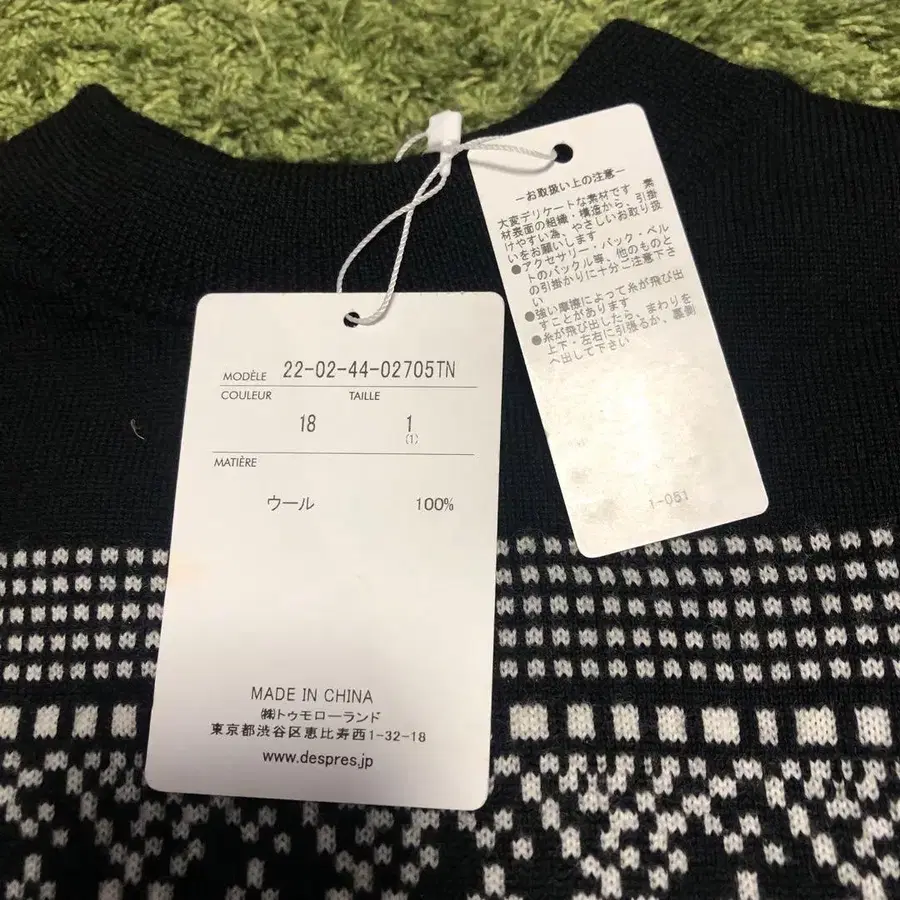 MODÈLE 22-02-44-02705TN
COULEUR TAILLE
18 1
(1)
MATIÈRE
ウール 100%
MADE IN CHINA
㈱トゥモローランド
東京都渋谷区恵比寿西1-32-18
www.despres.jp
－お取扱い上の注意－
大変デリケートな素材です 素
材表面の組織・構造から、引掛
けやすい為、やさしいお取り扱
いをお願いします
●アクセサリー・バック・ベル
トのバックル等、他のものと
の引掛かりに十分ご注意下さ
い
●強い摩擦によって糸が飛び出
すことがあります
●糸が飛び出したら、まわりを
上下・左右に引張るか、裏側
へ出して下さい
i-051